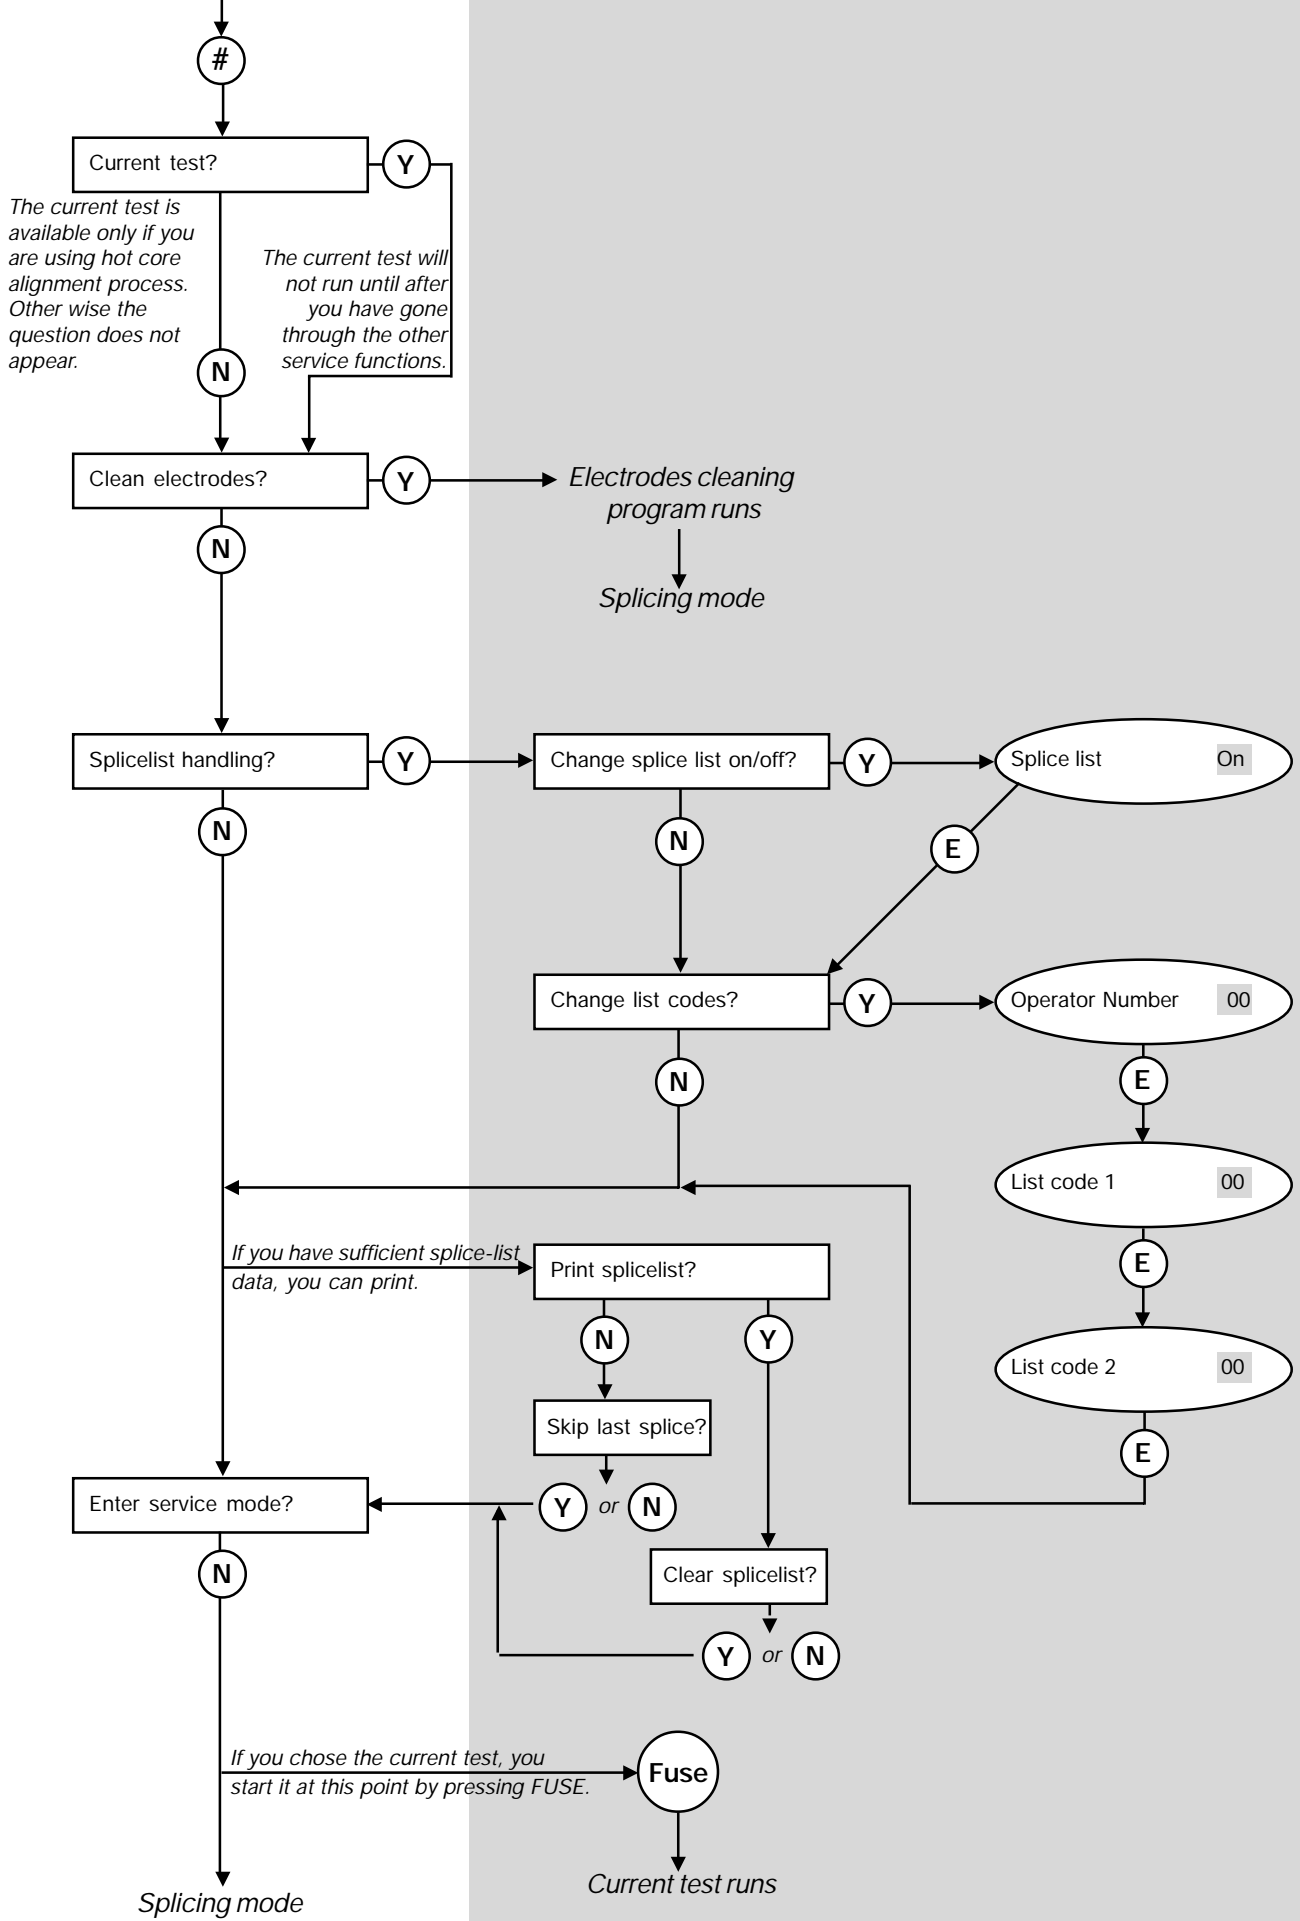 #
Current test?
Y
The current test is
available only if you
are using hot core
alignment process.
Other wise the
question does not
appear.
The current test will
not run until after
you have gone
through the other
service functions.
N
Clean electrodes?
Y
Electrodes cleaning
program runs
N
Splicing mode
Splicelist handling?
Y
Change splice list on/off?
Y
Splice list On
N
N
E
Change list codes?
Y
Operator Number 00
N
E
List code 1 00
If you have sufficient splice-list
data, you can print.
Print splicelist?
E
N
Y
List code 2 00
Skip last splice?
E
Enter service mode?
Y or N
N
Clear splicelist?
Y or N
If you chose the current test, you
start it at this point by pressing FUSE.
Fuse
Current test runs
Splicing mode